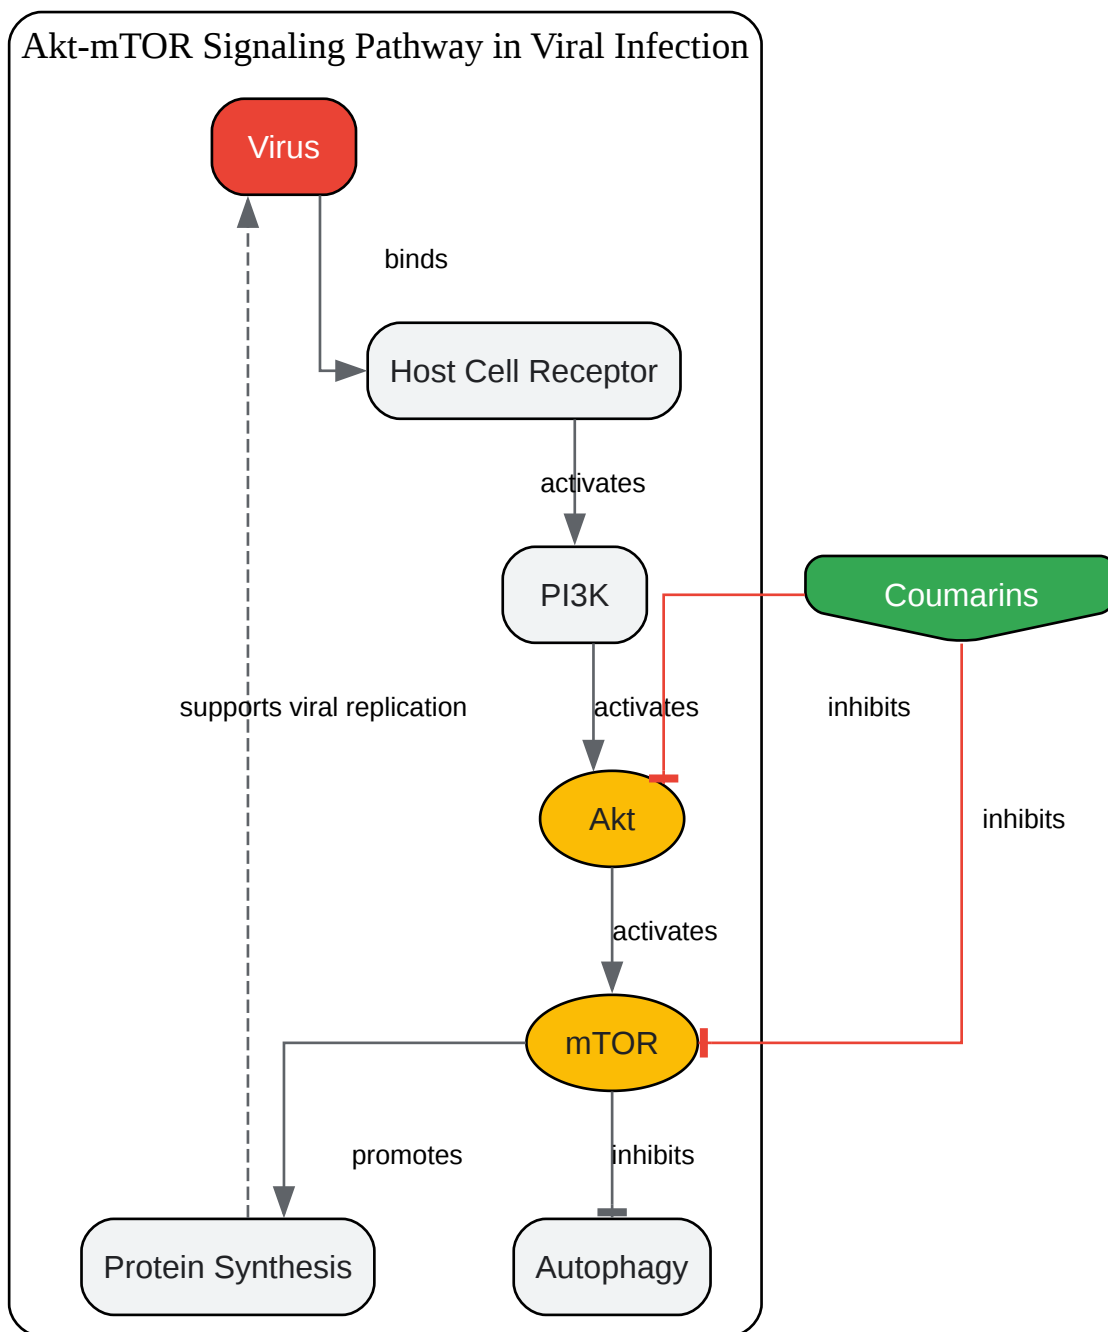 Akt-mTOR Signaling Pathway in Viral Infection
Virus
binds
Host Cell Receptor
activates
PI3K
Coumarins
supports viral replication
activates
inhibits
Akt
inhibits
activates
mTOR
promotes
inhibits
Protein Synthesis
Autophagy